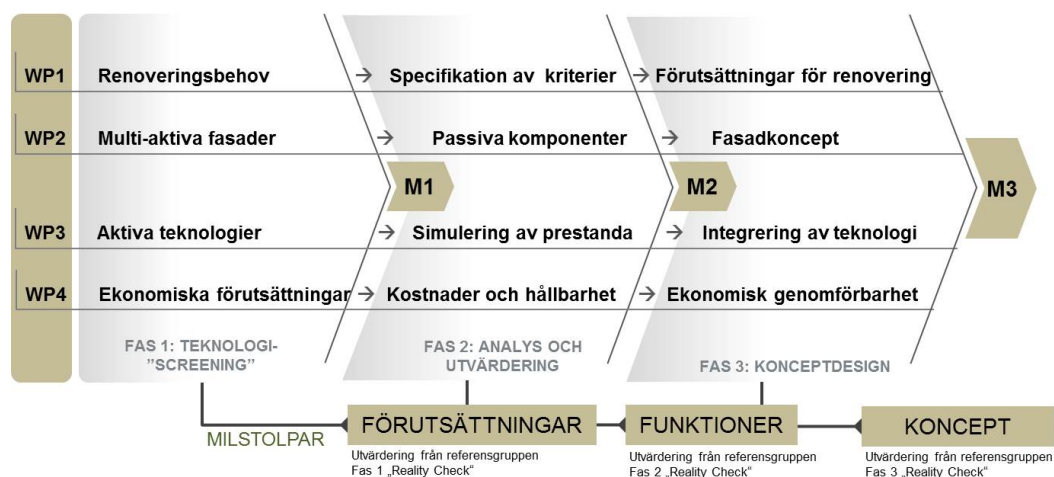 WP1 Renoveringsbehov → Specifikation av kriterier → Förutsättningar för renovering
WP2 Multi-aktiva fasader → Passiva komponenter → Fasadkoncept
M1 M2 M3
WP3 Aktiva teknologier → Simulering av prestanda → Integrering av teknologi
WP4 Ekonomiska förutsättningar → Kostnader och hållbarhet → Ekonomisk genomförbarhet
FAS 1: TEKNOLOGI-
”SCREENING”
FAS 2: ANALYS OCH
UTVÄRDERING
FAS 3: KONCEPTDESIGN
MILSTOLPAR
FÖRUTSÄTTNINGAR
Utvärdering från referensgruppen
Fas 1 „Reality Check“
FUNKTIONER
Utvärdering från referensgruppen
Fas 2 „Reality Check“
KONCEPT
Utvärdering från referensgruppen
Fas 3 „Reality Check“